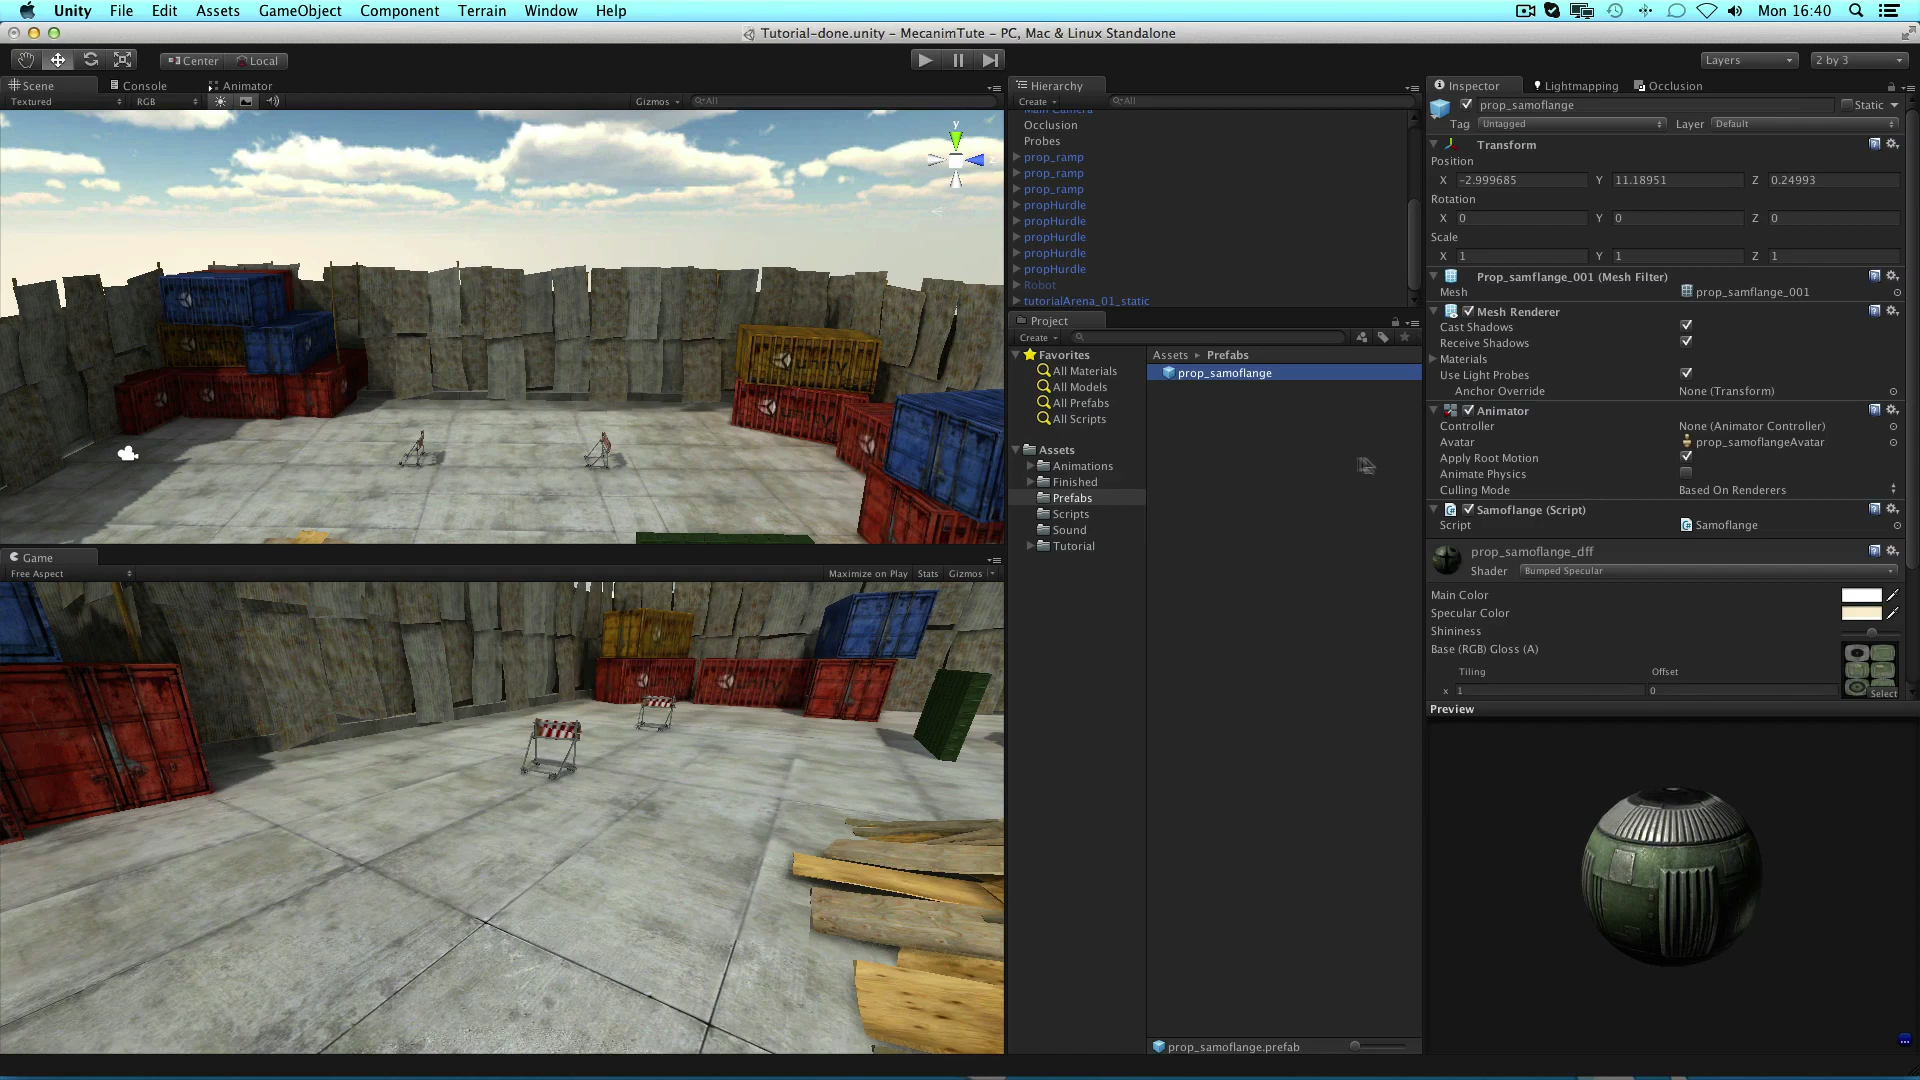 Unity File Edit Assets GameObject Component Terrain Window Help Mon 16:40
Tutorial-done.unity – MecanimTute – PC, Mac & Linux Standalone
Center Local Layers 2 by 3
Scene Console Animator
Textured RGB Gizmos All
Hierarchy
Create All
Main Camera
Occlusion
Probes
prop_ramp
prop_ramp
prop_ramp
propHurdle
propHurdle
propHurdle
propHurdle
propHurdle
Robot
tutorialArena_01_static
Project
Create
Favorites
All Materials
All Models
All Prefabs
All Scripts
Assets
Animations
Finished
Prefabs
Scripts
Sound
Tutorial
Assets Prefabs
prop_samoflange
prop_samoflange.prefab
Inspector Lightmapping Occlusion
prop_samoflange Static
Tag Untagged Layer Default
Transform
Position
X -2.999685 Y 11.18951 Z 0.24993
Rotation
X 0 Y 0 Z 0
Scale
X 1 Y 1 Z 1
Prop_samflange_001 (Mesh Filter)
Mesh prop_samflange_001
Mesh Renderer
Cast Shadows
Receive Shadows
Materials
Use Light Probes
Anchor Override None (Transform)
Animator
Controller None (Animator Controller)
Avatar prop_samoflangeAvatar
Apply Root Motion
Animate Physics
Culling Mode Based On Renderers
Samoflange (Script)
Script Samoflange
prop_samoflange_dff
Shader Bumped Specular
Main Color
Specular Color
Shininess
Base (RGB) Gloss (A)
Tiling Offset
x 1 0
Select
Preview
Game
Free Aspect Maximize on Play Stats Gizmos
y
unity
unity